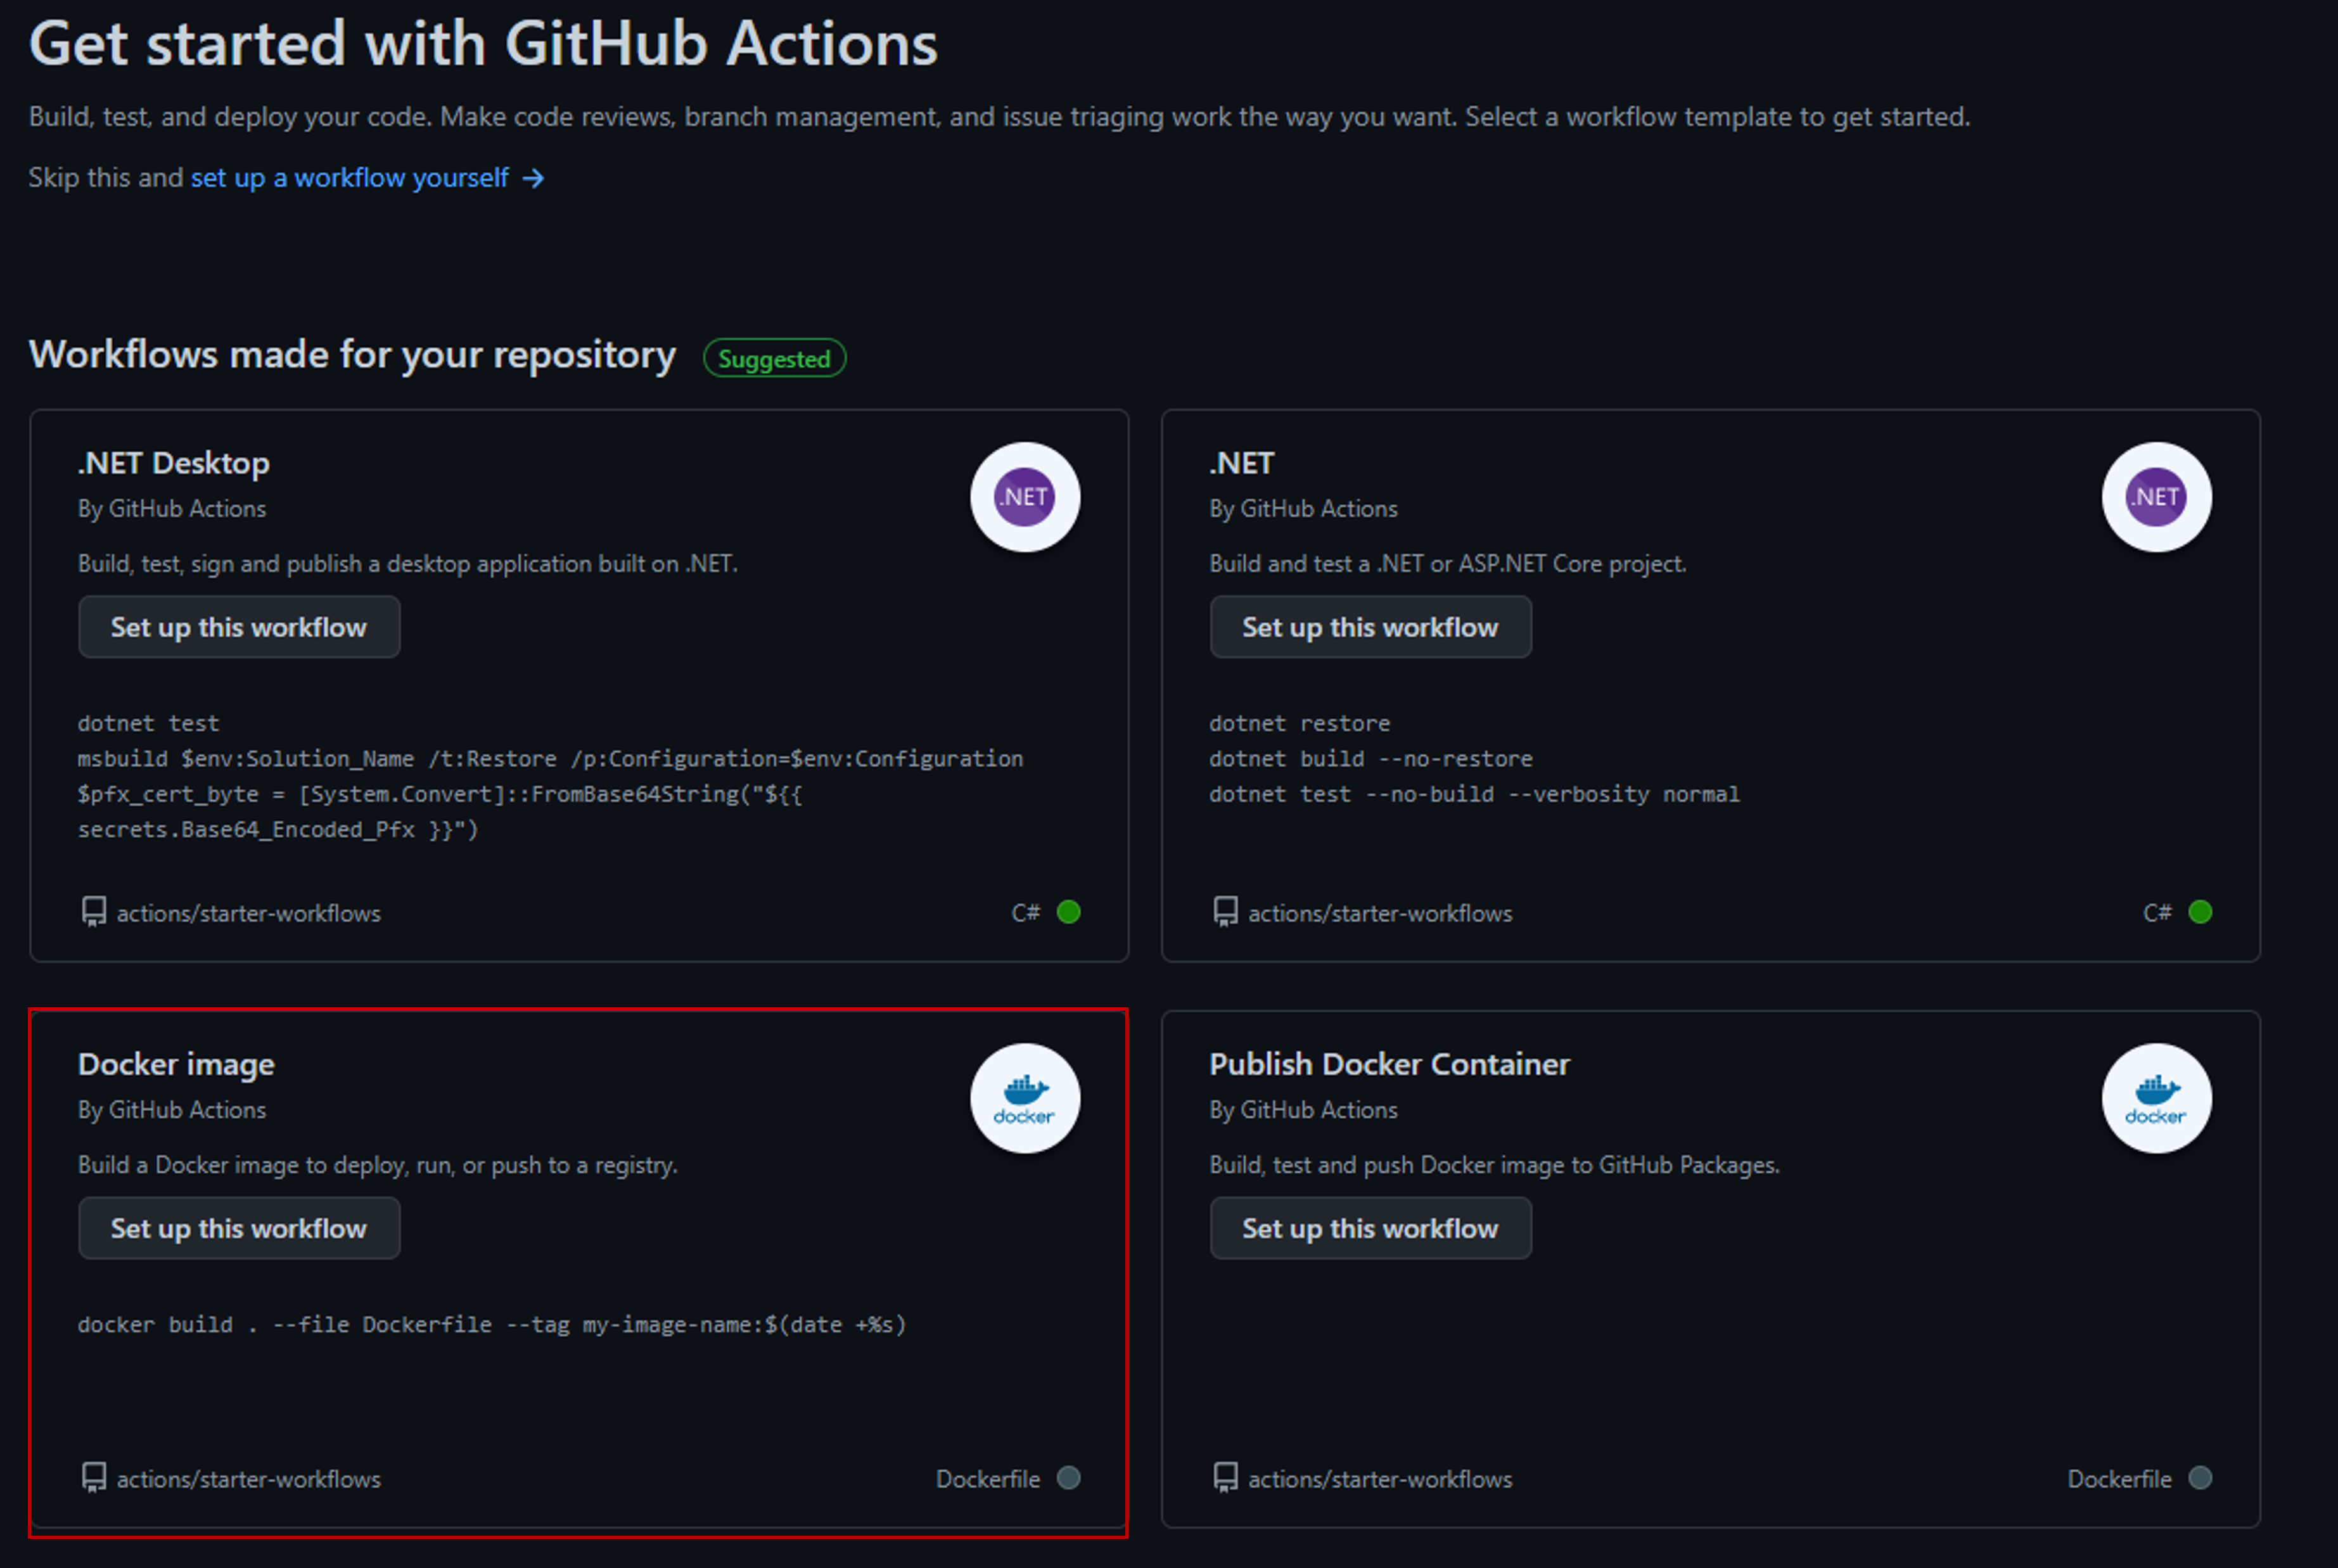 Get started with GitHub Actions
Build, test, and deploy your code. Make code reviews, branch management, and issue triaging work the way you want. Select a workflow template to get started.
Skip this and set up a workflow yourself →
Workflows made for your repository Suggested
.NET Desktop
By GitHub Actions
.NET
Build, test, sign and publish a desktop application built on .NET.
Set up this workflow
dotnet test
msbuild $env:Solution_Name /t:Restore /p:Configuration=$env:Configuration
$pfx_cert_byte = [System.Convert]::FromBase64String("${{
secrets.Base64_Encoded_Pfx }}")
actions/starter-workflows C#
.NET
By GitHub Actions
.NET
Build and test a .NET or ASP.NET Core project.
Set up this workflow
dotnet restore
dotnet build --no-restore
dotnet test --no-build --verbosity normal
actions/starter-workflows C#
Docker image
By GitHub Actions
docker
Build a Docker image to deploy, run, or push to a registry.
Set up this workflow
docker build . --file Dockerfile --tag my-image-name:$(date +%s)
actions/starter-workflows Dockerfile
Publish Docker Container
By GitHub Actions
docker
Build, test and push Docker image to GitHub Packages.
Set up this workflow
actions/starter-workflows Dockerfile